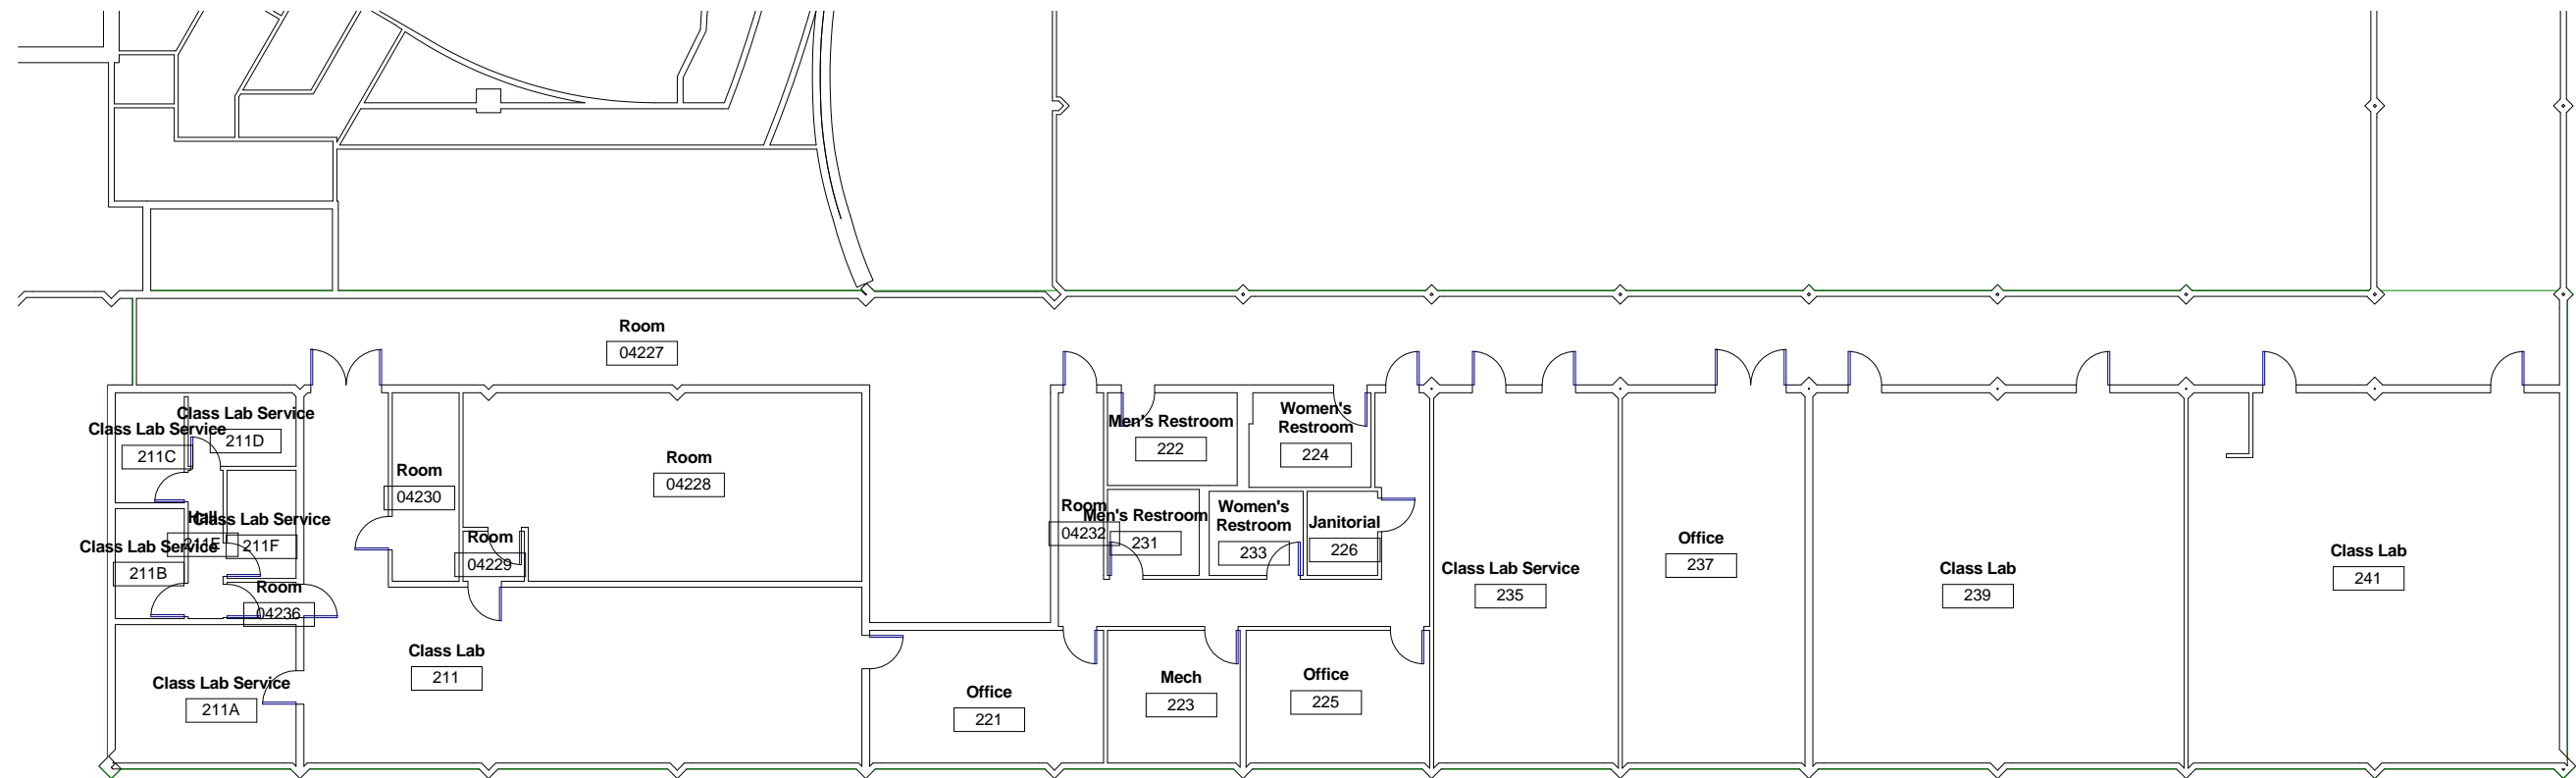 Room
04227
Class Lab Service
211D
Class Lab Service
211C
Room
04230
Room
04228
Men's Restroom
222
Women's
Restroom
224
Hall
211E
Class Lab Service
211F
Class Lab Service
211B
Room
04229
Room
04232
Men's Restroom
231
Women's
Restroom
233
Janitorial
226
Room
04236
Class Lab Service
235
Office
237
Class Lab
239
Class Lab
241
Class Lab
211
Class Lab Service
211A
Office
221
Mech
223
Office
225